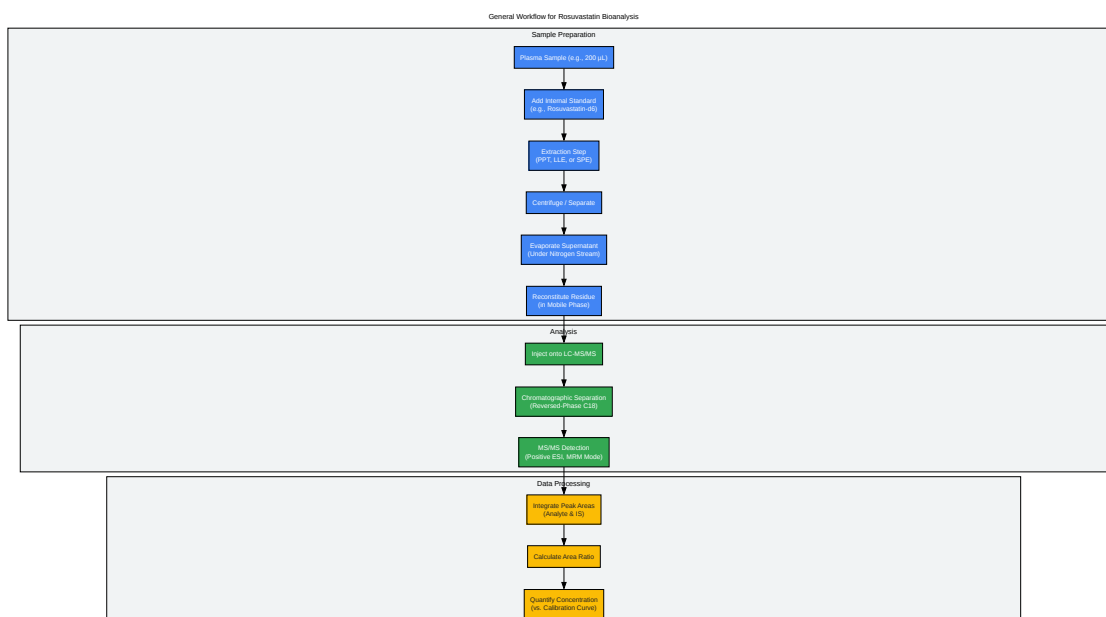 General Workflow for Rosuvastatin Bioanalysis
Sample Preparation
Plasma Sample (e.g., 200 µL)
Add Internal Standard
(e.g., Rosuvastatin-d6)
Extraction Step
(PPT, LLE, or SPE)
Centrifuge / Separate
Evaporate Supernatant
(Under Nitrogen Stream)
Reconstitute Residue
(in Mobile Phase)
Analysis
Inject onto LC-MS/MS
Chromatographic Separation
(Reversed-Phase C18)
MS/MS Detection
(Positive ESI, MRM Mode)
Data Processing
Integrate Peak Areas
(Analyte & IS)
Calculate Area Ratio
Quantify Concentration
(vs. Calibration Curve)